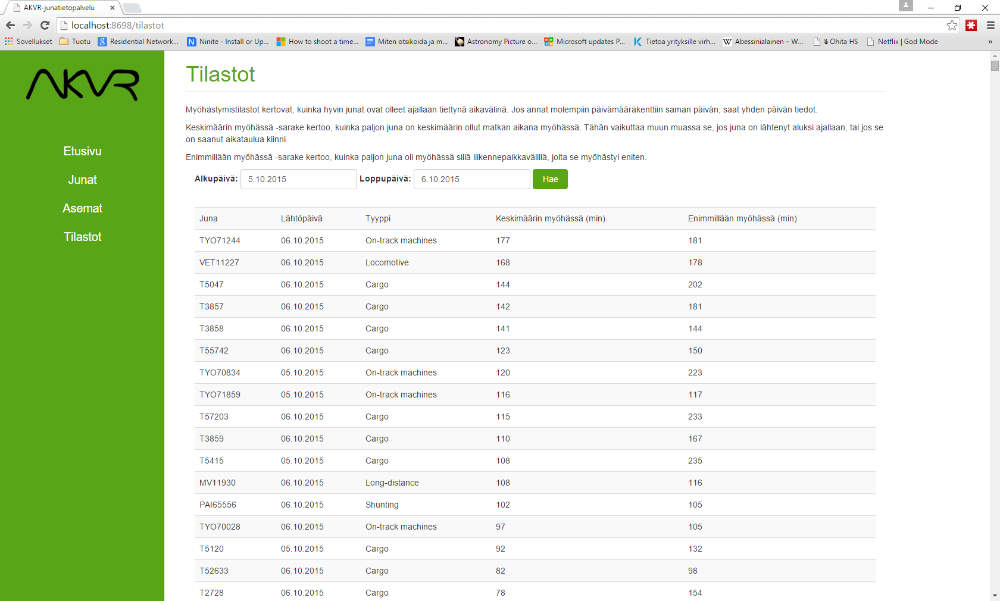 AKVR-junatietopalvelu
localhost:8698/tilastot
Sovellukset Tuotu Residential Network... Ninite - Install or Up... How to shoot a time... Miten otsikoida ja m... Astronomy Picture o... Microsoft updates P... Tietoa yrityksille virh... Abessinialainen – W... Ohita HS Netflix | God Mode »
AKVR
Etusivu
Junat
Asemat
Tilastot
Tilastot
Myöhästymistilastot kertovat, kuinka hyvin junat ovat olleet ajallaan tiettynä aikavälinä. Jos annat molempiin päivämääräkenttiin saman päivän, saat yhden päivän tiedot.
Keskimäärin myöhässä -sarake kertoo, kuinka paljon juna on keskimäärin ollut matkan aikana myöhässä. Tähän vaikuttaa muun muassa se, jos juna on lähtenyt aluksi ajallaan, tai jos se
on saanut aikataulua kiinni.
Enimmillään myöhässä -sarake kertoo, kuinka paljon juna oli myöhässä sillä liikennepaikkavälillä, jolta se myöhästyi eniten.
Alkupäivä: 5.10.2015 Loppupäivä: 6.10.2015 Hae
Juna Lähtöpäivä Tyyppi Keskimäärin myöhässä (min) Enimmillään myöhässä (min)
TYO71244 06.10.2015 On-track machines 177 181
VET11227 06.10.2015 Locomotive 168 178
T5047 06.10.2015 Cargo 144 202
T3857 06.10.2015 Cargo 142 181
T3858 06.10.2015 Cargo 141 144
T55742 06.10.2015 Cargo 123 150
TYO70834 05.10.2015 On-track machines 120 223
TYO71859 05.10.2015 On-track machines 116 117
T57203 06.10.2015 Cargo 115 233
T3859 06.10.2015 Cargo 110 167
T5415 05.10.2015 Cargo 108 235
MV11930 06.10.2015 Long-distance 108 116
PAI65556 06.10.2015 Shunting 102 105
TYO70028 06.10.2015 On-track machines 97 105
T5120 05.10.2015 Cargo 92 132
T52633 06.10.2015 Cargo 82 98
T2728 06.10.2015 Cargo 78 154